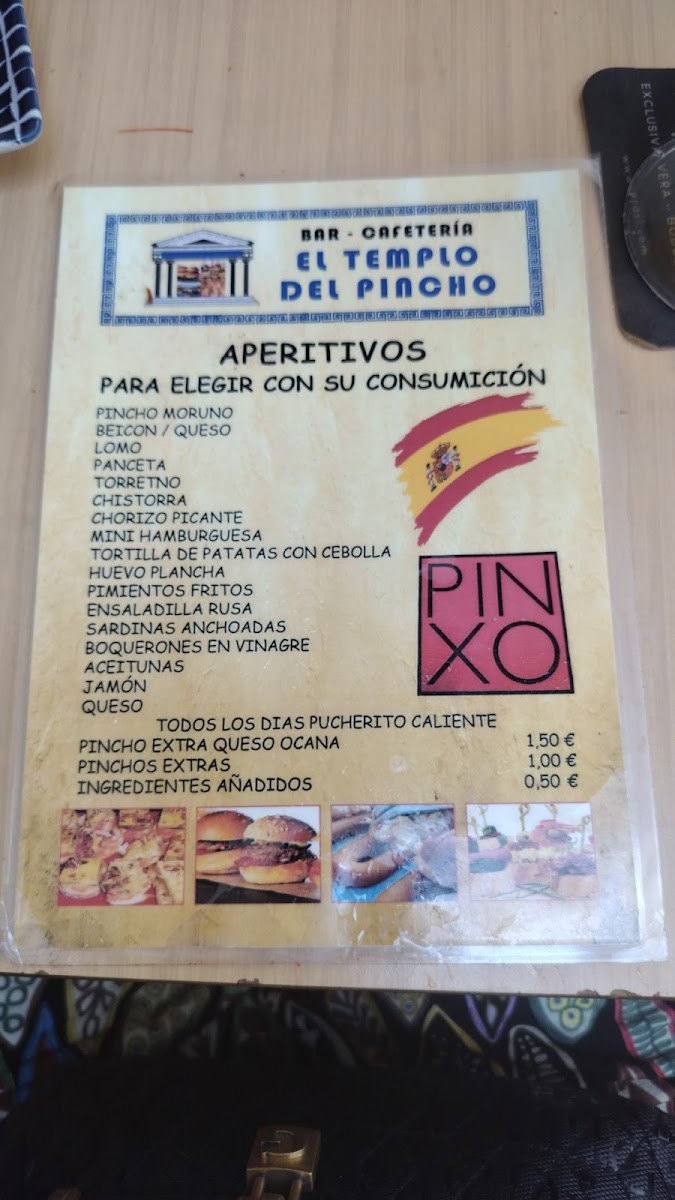 BAR - CAFETERÍA
EL TEMPLO
DEL PINCHO
APERITIVOS
PARA ELEGIR CON SU CONSUMICIÓN
PINCHO MORUNO
BEICON / QUESO
LOMO
PANCETA
TORRETNO
CHISTORRA
CHORIZO PICANTE
MINI HAMBURGUESA
TORTILLA DE PATATAS CON CEBOLLA
HUEVO PLANCHA
PIMIENTOS FRITOS
ENSALADILLA RUSA
SARDINAS ANCHOADAS
BOQUERONES EN VINAGRE
ACEITUNAS
JAMÓN
QUESO
PIN
XO
TODOS LOS DIAS PUCHERITO CALIENTE
PINCHO EXTRA QUESO OCANA 1,50 €
PINCHOS EXTRAS 1,00 €
INGREDIENTES AÑADIDOS 0,50 €
VERA